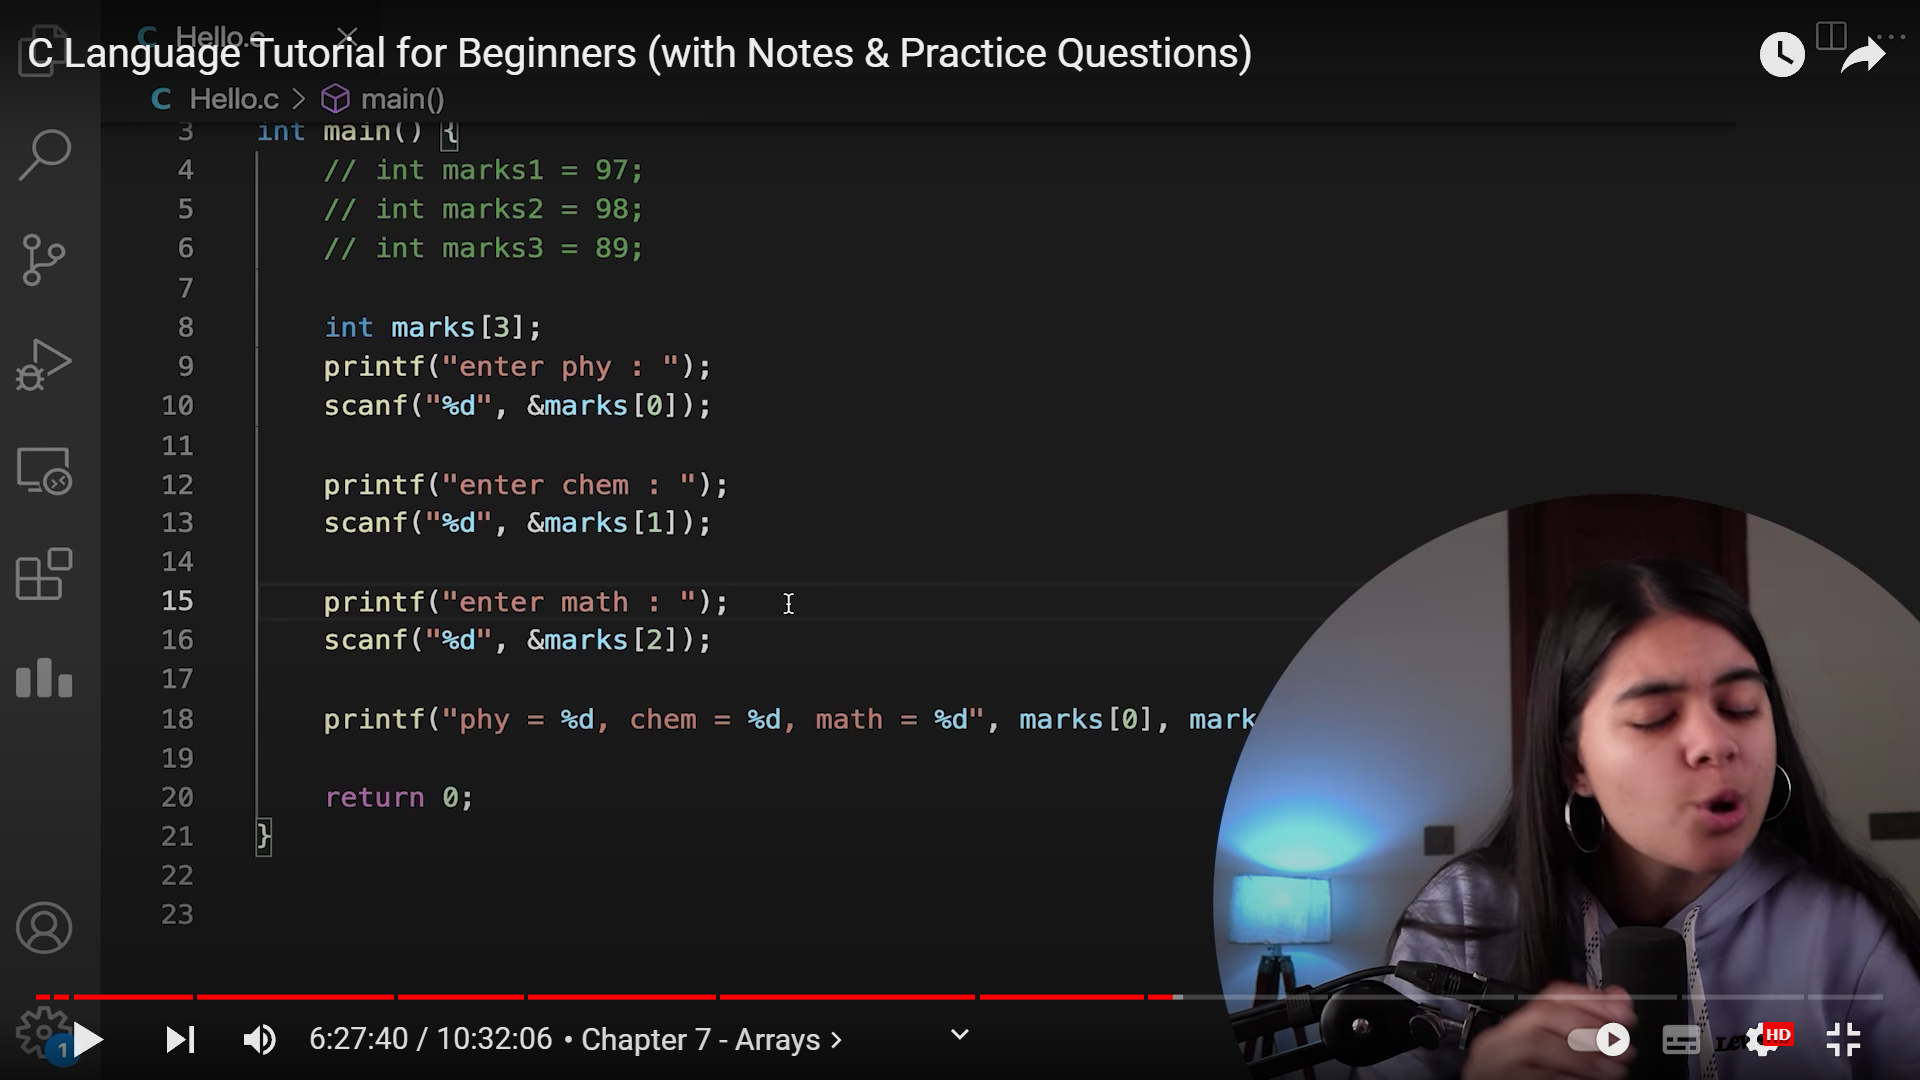 Hello.c
C Language Tutorial for Beginners (with Notes & Practice Questions)
C Hello.c > main()
3 int main() {
4 // int marks1 = 97;
5 // int marks2 = 98;
6 // int marks3 = 89;
7
8 int marks[3];
9 printf("enter phy : ");
10 scanf("%d", &marks[0]);
11
12 printf("enter chem : ");
13 scanf("%d", &marks[1]);
14
15 printf("enter math : ");
16 scanf("%d", &marks[2]);
17
18 printf("phy = %d, chem = %d, math = %d", marks[0], mark
19
20 return 0;
21 }
22
23
1
6:27:40 / 10:32:06 • Chapter 7 - Arrays >
HD